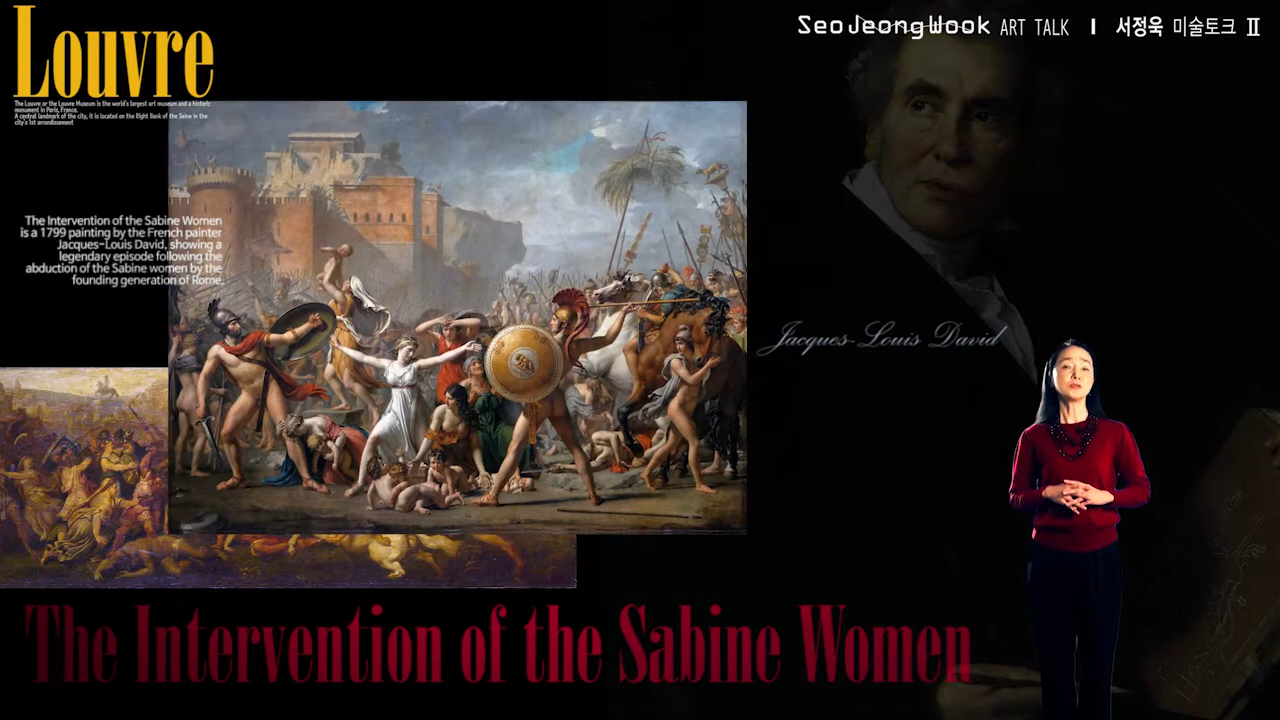 Louvre
The Louvre or the Louvre Museum is the world's largest art museum and a historic
monument in Paris, France.
A central landmark of the city, it is located on the Right Bank of the Seine in the
city's 1st arrondissement
SeoJeongWook ART TALK I 서정욱 미술토크 Ⅱ
The Intervention of the Sabine Women
is a 1799 painting by the French painter
Jacques-Louis David, showing a
legendary episode following the
abduction of the Sabine women by the
founding generation of Rome.
Jacques-Louis David
The Intervention of the Sabine Women